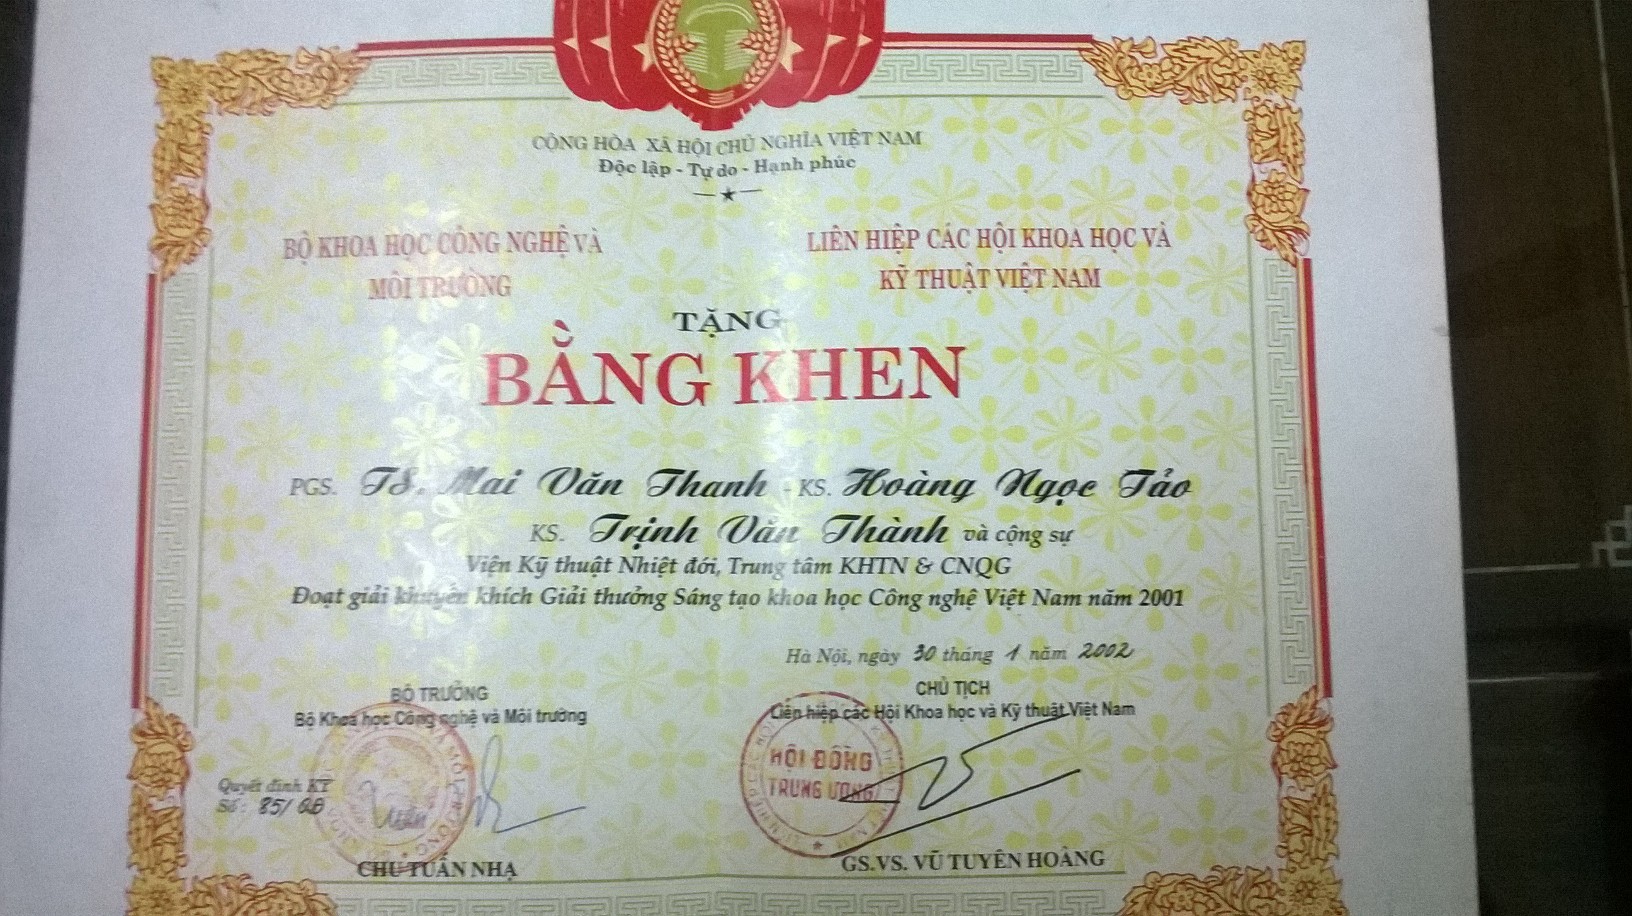 CỘNG HÒA XÃ HỘI CHỦ NGHĨA VIỆT NAM
Độc lập - Tự do - Hạnh phúc
BỘ KHOA HỌC CÔNG NGHỆ VÀ
MÔI TRƯỜNG
LIÊN HIỆP CÁC HỘI KHOA HỌC VÀ
KỸ THUẬT VIỆT NAM
TẶNG
BẰNG KHEN
PGS. TS. Mai Văn Thanh - KS. Hoàng Ngọc Tảo
KS. Trịnh Văn Thành và cộng sự
Viện Kỹ thuật Nhiệt đới, Trung tâm KHTN & CNQG
Đoạt giải khuyến khích Giải thưởng Sáng tạo khoa học Công nghệ Việt Nam năm 2001
Hà Nội, ngày 30 tháng 1 năm 2002
BỘ TRƯỞNG
Bộ Khoa học Công nghệ và Môi trường
CHỦ TỊCH
Liên hiệp các Hội Khoa học và Kỹ thuật Việt Nam
HỘI ĐỒNG
TRUNG ƯƠNG
Quyết định KT
Số: 85/QĐ
CHU TUẤN NHẠ
GS.VS. VŨ TUYÊN HOÀNG